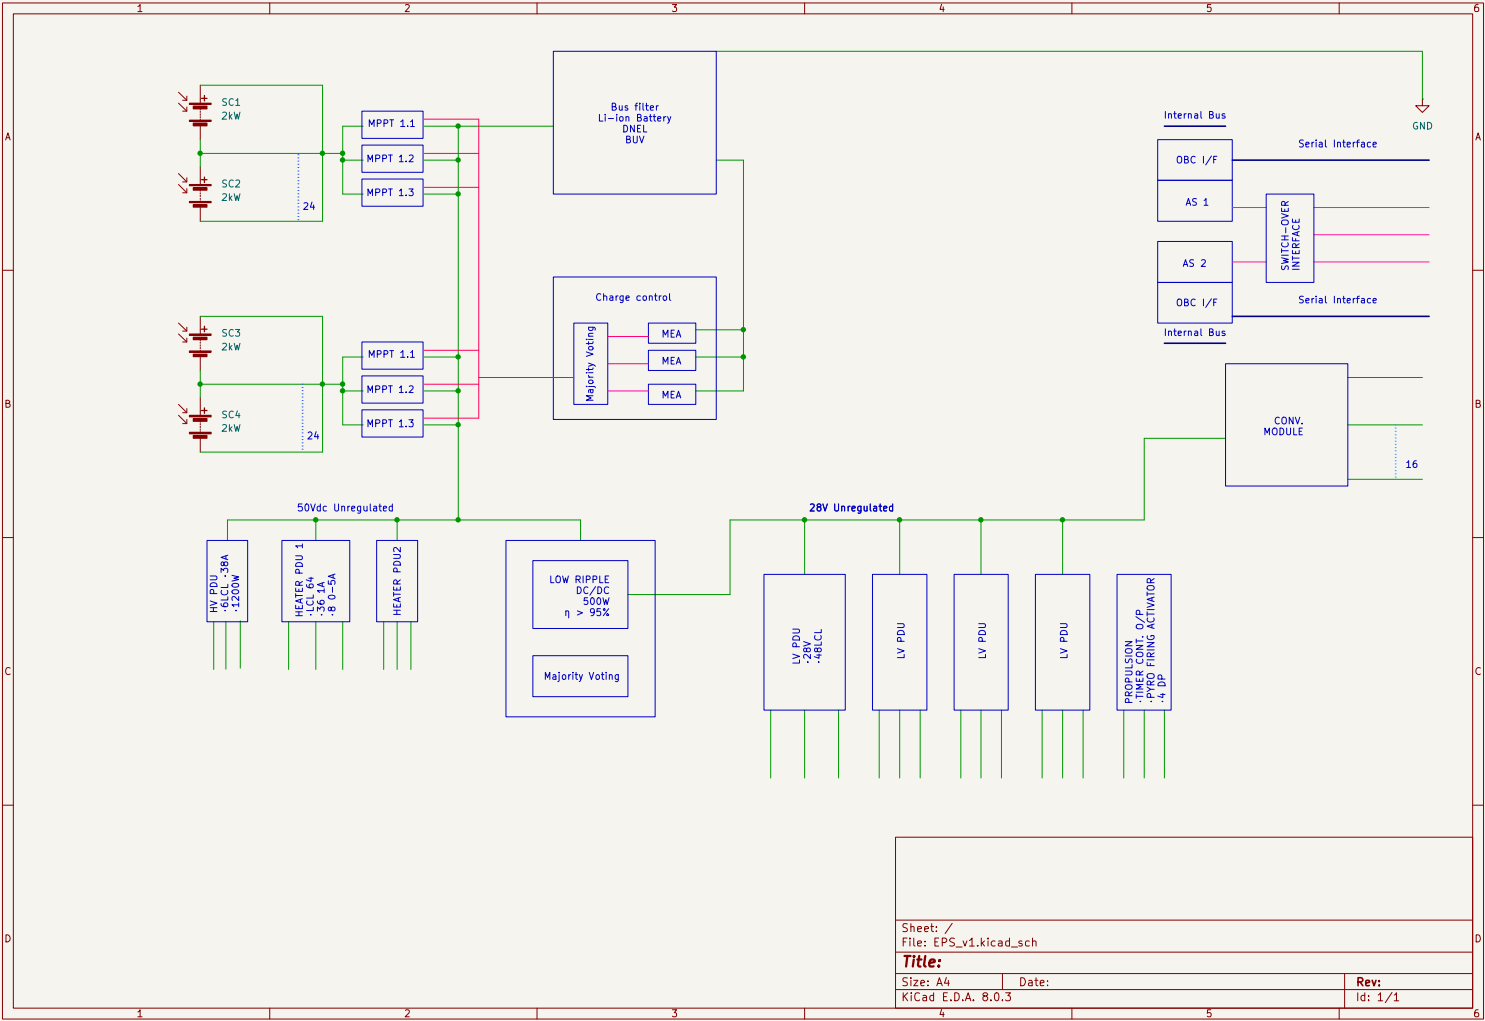 1 2 3 4 5 6
A
B
C
D
A
B
C
D
SC1
2kW
SC2
2kW
24
MPPT 1.1
MPPT 1.2
MPPT 1.3
Bus filter
Li-ion Battery
DNEL
BUV
GND
Internal Bus
OBC I/F
Serial Interface
AS 1
SWITCH-OVER
INTERFACE
AS 2
OBC I/F
Serial Interface
Internal Bus
SC3
2kW
SC4
2kW
24
MPPT 1.1
MPPT 1.2
MPPT 1.3
Charge control
Majority Voting
MEA
MEA
MEA
CONV.
MODULE
16
50Vdc Unregulated
HV PDU
·6LCL ·38A
·1200W
HEATER PDU 1
·LCL 64
·36 1A
·8 0-5A
HEATER PDU2
LOW RIPPLE
DC/DC
500W
η > 95%
Majority Voting
28V Unregulated
LV PDU
·28V
·48LCL
LV PDU
LV PDU
LV PDU
PROPULSION
·TIMER CONT. O/P
·PYRO FIRING ACTIVATOR
·4 DP
Sheet: /
File: EPS_v1.kicad_sch
Title:
Size: A4 Date: Rev:
KiCad E.D.A. 8.0.3 Id: 1/1
1 2 3 4 5 6